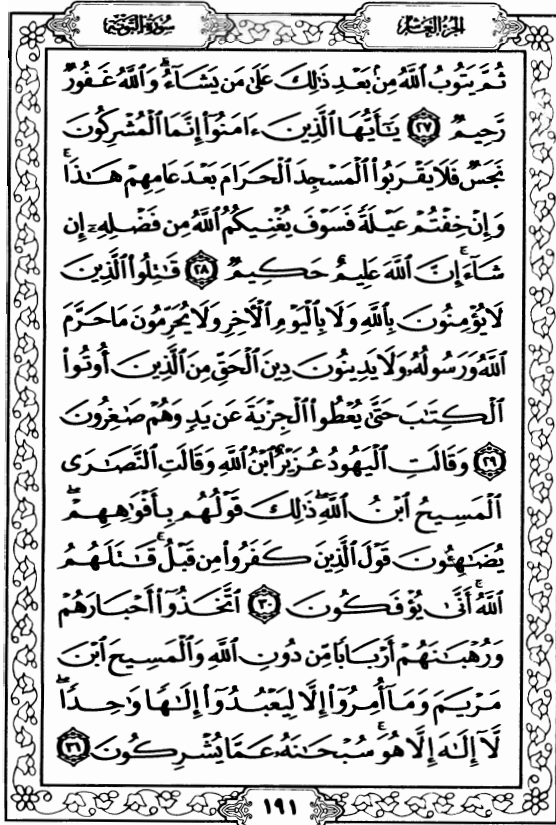 الجزء العاشر
سورة التوبة
ثُمَّ يَتُوبُ ٱللَّهُ مِنۢ بَعْدِ ذَٰلِكَ عَلَىٰ مَن يَشَآءُ ۗ وَٱللَّهُ غَفُورٌ
رَّحِيمٌ ٢٧ يَـٰٓأَيُّهَا ٱلَّذِينَ ءَامَنُوٓا۟ إِنَّمَا ٱلْمُشْرِكُونَ
نَجَسٌ فَلَا يَقْرَبُوا۟ ٱلْمَسْجِدَ ٱلْحَرَامَ بَعْدَ عَامِهِمْ هَـٰذَا ۚ
وَإِنْ خِفْتُمْ عَيْلَةً فَسَوْفَ يُغْنِيكُمُ ٱللَّهُ مِن فَضْلِهِۦٓ إِن
شَآءَ ۚ إِنَّ ٱللَّهَ عَلِيمٌ حَكِيمٌ ٢٨ قَـٰتِلُوا۟ ٱلَّذِينَ
لَا يُؤْمِنُونَ بِٱللَّهِ وَلَا بِٱلْيَوْمِ ٱلْـَٔاخِرِ وَلَا يُحَرِّمُونَ مَا حَرَّمَ
ٱللَّهُ وَرَسُولُهُۥ وَلَا يَدِينُونَ دِينَ ٱلْحَقِّ مِنَ ٱلَّذِينَ أُوتُوا۟
ٱلْكِتَـٰبَ حَتَّىٰ يُعْطُوا۟ ٱلْجِزْيَةَ عَن يَدٍ وَهُمْ صَـٰغِرُونَ
٢٩ وَقَالَتِ ٱلْيَهُودُ عُزَيْرٌ ٱبْنُ ٱللَّهِ وَقَالَتِ ٱلنَّصَـٰرَى
ٱلْمَسِيحُ ٱبْنُ ٱللَّهِ ۖ ذَٰلِكَ قَوْلُهُم بِأَفْوَٰهِهِمْ ۖ
يُضَـٰهِـُٔونَ قَوْلَ ٱلَّذِينَ كَفَرُوا۟ مِن قَبْلُ ۚ قَـٰتَلَهُمُ
ٱللَّهُ ۚ أَنَّىٰ يُؤْفَكُونَ ٣٠ ٱتَّخَذُوٓا۟ أَحْبَارَهُمْ
وَرُهْبَـٰنَهُمْ أَرْبَابًا مِّن دُونِ ٱللَّهِ وَٱلْمَسِيحَ ٱبْنَ
مَرْيَمَ وَمَآ أُمِرُوٓا۟ إِلَّا لِيَعْبُدُوٓا۟ إِلَـٰهًا وَٰحِدًا ۖ
لَّآ إِلَـٰهَ إِلَّا هُوَ ۚ سُبْحَـٰنَهُۥ عَمَّا يُشْرِكُونَ ٣١
١٩١